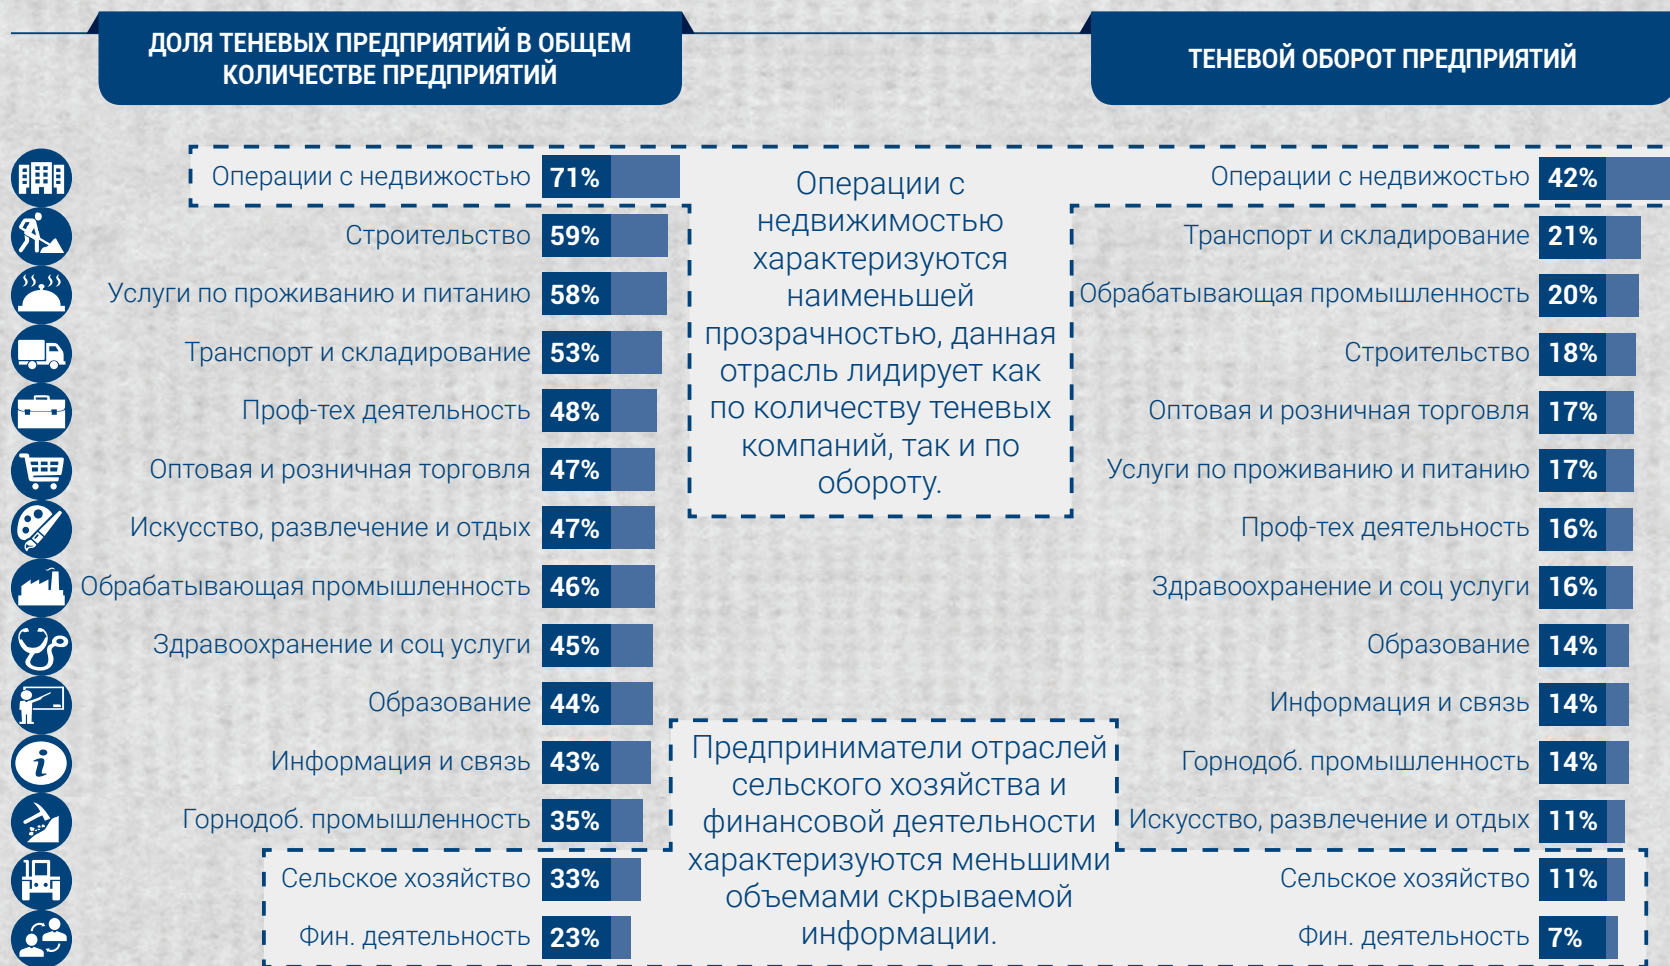 ДОЛЯ ТЕНЕВЫХ ПРЕДПРИЯТИЙ В ОБЩЕМ
КОЛИЧЕСТВЕ ПРЕДПРИЯТИЙ
Операции с недвижостью 71%
Строительство 59%
Услуги по проживанию и питанию 58%
Транспорт и складирование 53%
Проф-тех деятельность 48%
Оптовая и розничная торговля 47%
Искусство, развлечение и отдых 47%
Обрабатывающая промышленность 46%
Здравоохранение и соц услуги 45%
Образование 44%
Информация и связь 43%
Горнодоб. промышленность 35%
Сельское хозяйство 33%
Фин. деятельность 23%
Операции с
недвижимостью
характеризуются
наименьшей
прозрачностью, данная
отрасль лидирует как
по количеству теневых
компаний, так и по
обороту.
Предприниматели отраслей
сельского хозяйства и
финансовой деятельности
характеризуются меньшими
объемами скрываемой
информации.
ТЕНЕВОЙ ОБОРОТ ПРЕДПРИЯТИЙ
Операции с недвижостью 42%
Транспорт и складирование 21%
Обрабатывающая промышленность 20%
Строительство 18%
Оптовая и розничная торговля 17%
Услуги по проживанию и питанию 17%
Проф-тех деятельность 16%
Здравоохранение и соц услуги 16%
Образование 14%
Информация и связь 14%
Горнодоб. промышленность 14%
Искусство, развлечение и отдых 11%
Сельское хозяйство 11%
Фин. деятельность 7%